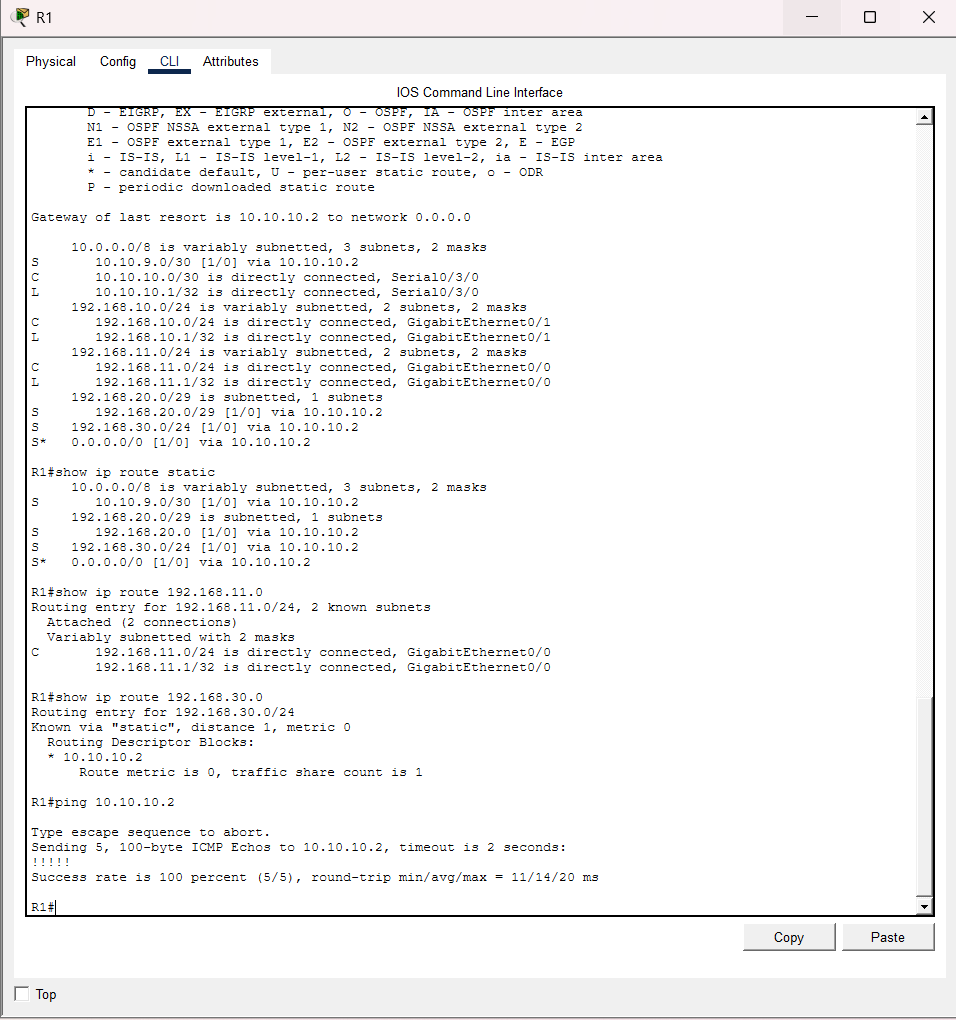 R1
Physical Config CLI Attributes
IOS Command Line Interface
D - EIGRP, EX - EIGRP external, O - OSPF, IA - OSPF inter area
N1 - OSPF NSSA external type 1, N2 - OSPF NSSA external type 2
E1 - OSPF external type 1, E2 - OSPF external type 2, E - EGP
i - IS-IS, L1 - IS-IS level-1, L2 - IS-IS level-2, ia - IS-IS inter area
* - candidate default, U - per-user static route, o - ODR
P - periodic downloaded static route
Gateway of last resort is 10.10.10.2 to network 0.0.0.0
10.0.0.0/8 is variably subnetted, 3 subnets, 2 masks
S 10.10.9.0/30 [1/0] via 10.10.10.2
C 10.10.10.0/30 is directly connected, Serial0/3/0
L 10.10.10.1/32 is directly connected, Serial0/3/0
192.168.10.0/24 is variably subnetted, 2 subnets, 2 masks
C 192.168.10.0/24 is directly connected, GigabitEthernet0/1
L 192.168.10.1/32 is directly connected, GigabitEthernet0/1
192.168.11.0/24 is variably subnetted, 2 subnets, 2 masks
C 192.168.11.0/24 is directly connected, GigabitEthernet0/0
L 192.168.11.1/32 is directly connected, GigabitEthernet0/0
192.168.20.0/29 is subnetted, 1 subnets
S 192.168.20.0/29 [1/0] via 10.10.10.2
S 192.168.30.0/24 [1/0] via 10.10.10.2
S* 0.0.0.0/0 [1/0] via 10.10.10.2
R1#show ip route static
10.0.0.0/8 is variably subnetted, 3 subnets, 2 masks
S 10.10.9.0/30 [1/0] via 10.10.10.2
192.168.20.0/29 is subnetted, 1 subnets
S 192.168.20.0 [1/0] via 10.10.10.2
S 192.168.30.0/24 [1/0] via 10.10.10.2
S* 0.0.0.0/0 [1/0] via 10.10.10.2
R1#show ip route 192.168.11.0
Routing entry for 192.168.11.0/24, 2 known subnets
Attached (2 connections)
Variably subnetted with 2 masks
C 192.168.11.0/24 is directly connected, GigabitEthernet0/0
192.168.11.1/32 is directly connected, GigabitEthernet0/0
R1#show ip route 192.168.30.0
Routing entry for 192.168.30.0/24
Known via "static", distance 1, metric 0
Routing Descriptor Blocks:
* 10.10.10.2
Route metric is 0, traffic share count is 1
R1#ping 10.10.10.2
Type escape sequence to abort.
Sending 5, 100-byte ICMP Echos to 10.10.10.2, timeout is 2 seconds:
!!!!!
Success rate is 100 percent (5/5), round-trip min/avg/max = 11/14/20 ms
R1#
Copy Paste
Top